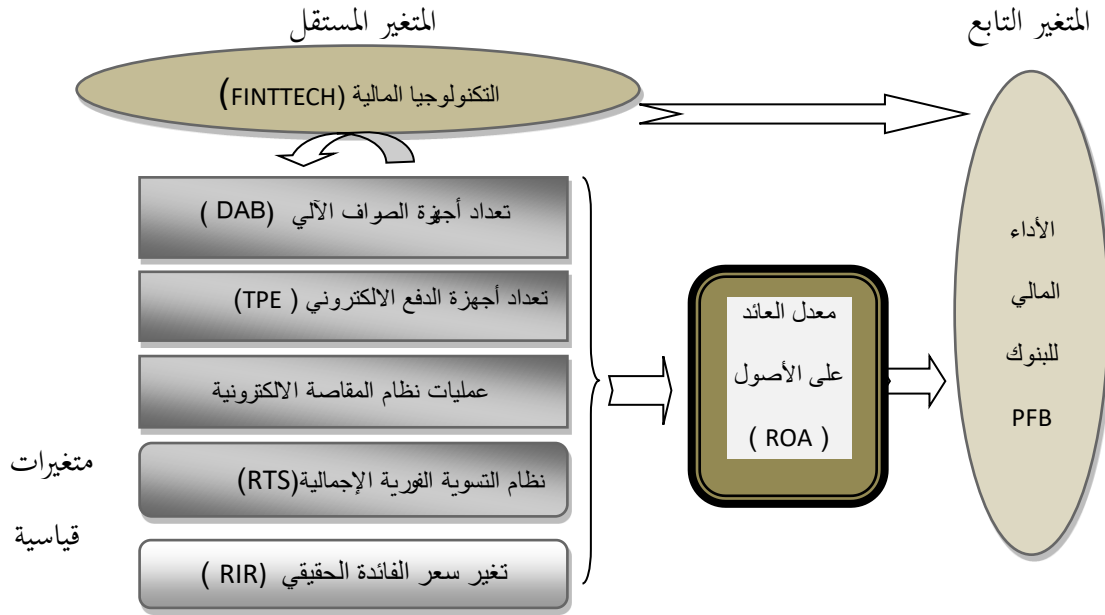 المتغير المستقل
المتغير التابع
التكنولوجيا المالية (FINTTECH)
تعداد أجهزة الصواف الآلي (DAB )
تعداد أجهزة الدفع الالكتروني ( TPE)
عمليات نظام المقاصة الالكترونية
نظام التسوية الفورية الإجمالية(RTS)
تغير سعر الفائدة الحقيقي (RIR )
متغيرات
قياسية
معدل العائد
على الأصول
( ROA )
الأداء
المالي
للبنوك
PFB